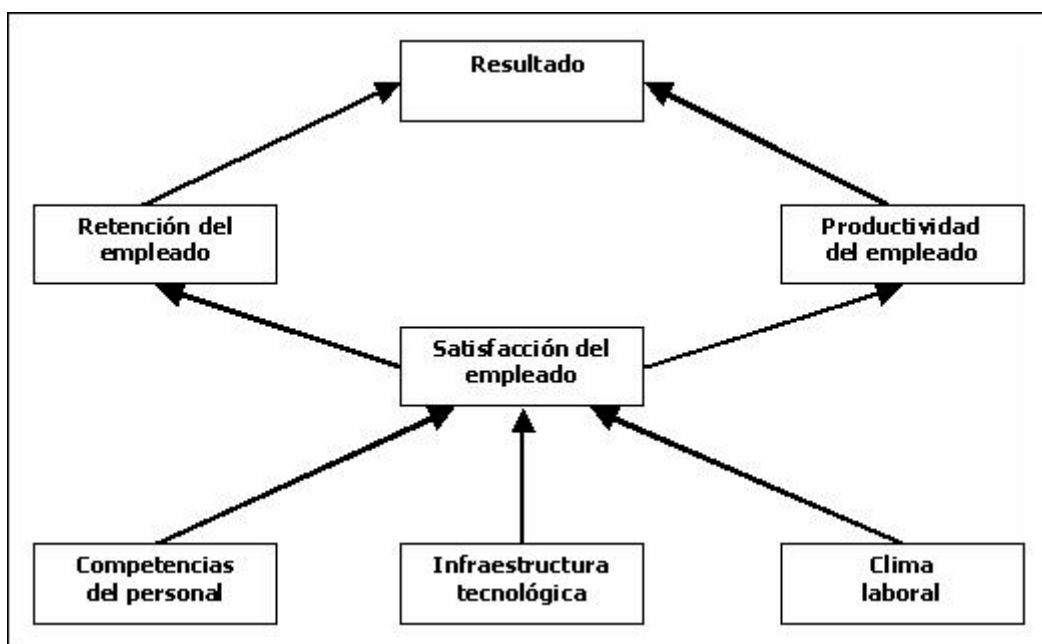 Resultado
Retención del
empleado
Productividad
del empleado
Satisfacción del
empleado
Competencias
del personal
Infraestructura
tecnológica
Clima
laboral